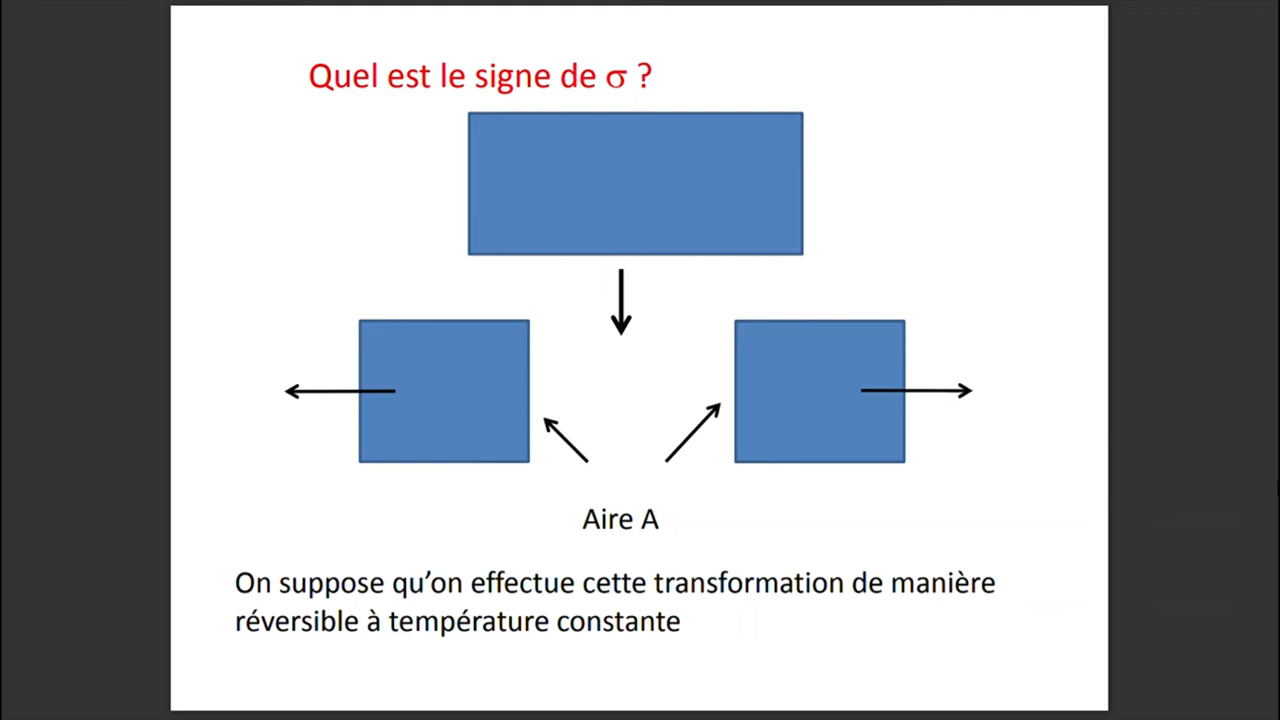 Quel est le signe de σ ?
Aire A
On suppose qu’on effectue cette transformation de manière
réversible à température constante